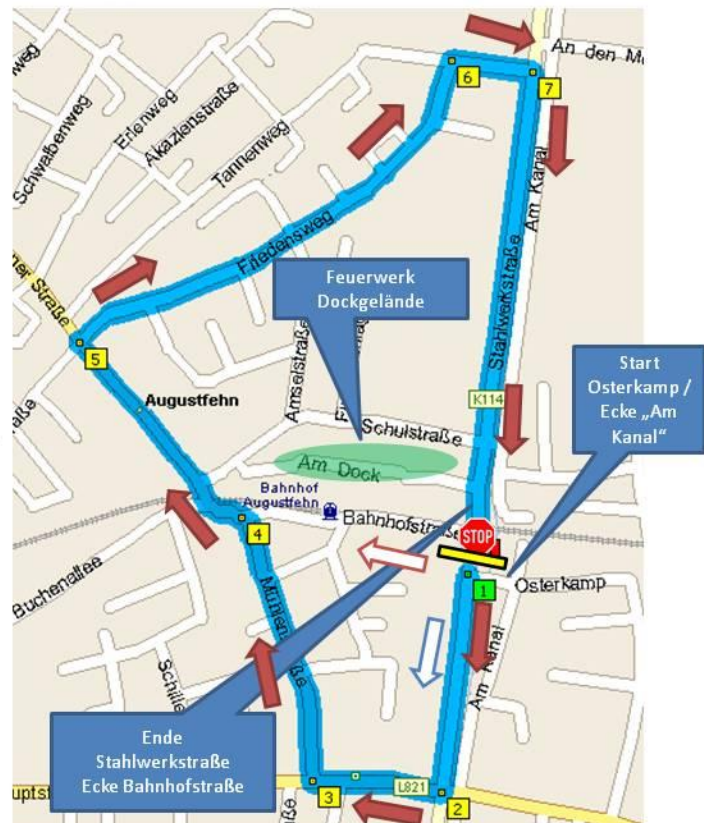 An den
6
7
Schwalbenweg
Erlenweg
Akazienstraße
Tannenweg
Am Kanal
Friedensweg
Stahlwerkstraße
Feuerwerk
Dockgelände
Straße
5
Augustfehn
Amselstraße
K114
Start
Osterkamp /
Ecke „Am
Kanal“
Schulstraße
Am Dock
Bahnhof
Augustfehn
Bahnhofstraße
STOP
4
Buchenallee
1
Osterkamp
Am Kanal
Ende
Stahlwerkstraße
Ecke Bahnhofstraße
3
L821
2